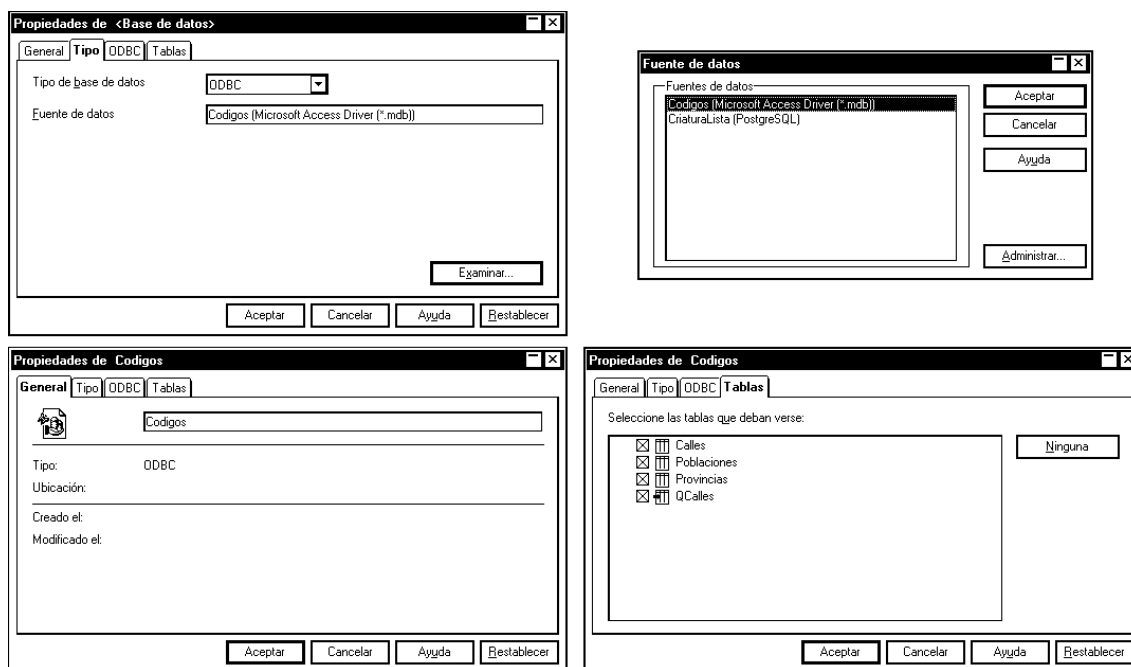 Propiedades de <Base de datos>
General Tipo ODBC Tablas
Tipo de base de datos ODBC
Fuente de datos Codigos (Microsoft Access Driver (*.mdb))
Examinar...
Aceptar Cancelar Ayuda Restablecer
Fuente de datos
Fuentes de datos
Codigos (Microsoft Access Driver (*.mdb))
CriaturaLista (PostgreSQL)
Aceptar
Cancelar
Ayuda
Administrar...
Propiedades de Codigos
General Tipo ODBC Tablas
Codigos
Tipo: ODBC
Ubicación:
Creado el:
Modificado el:
Aceptar Cancelar Ayuda Restablecer
Propiedades de Codigos
General Tipo ODBC Tablas
Seleccione las tablas que deban verse:
Calles
Poblaciones
Provincias
QCalles
Ninguna
Aceptar Cancelar Ayuda Restablecer